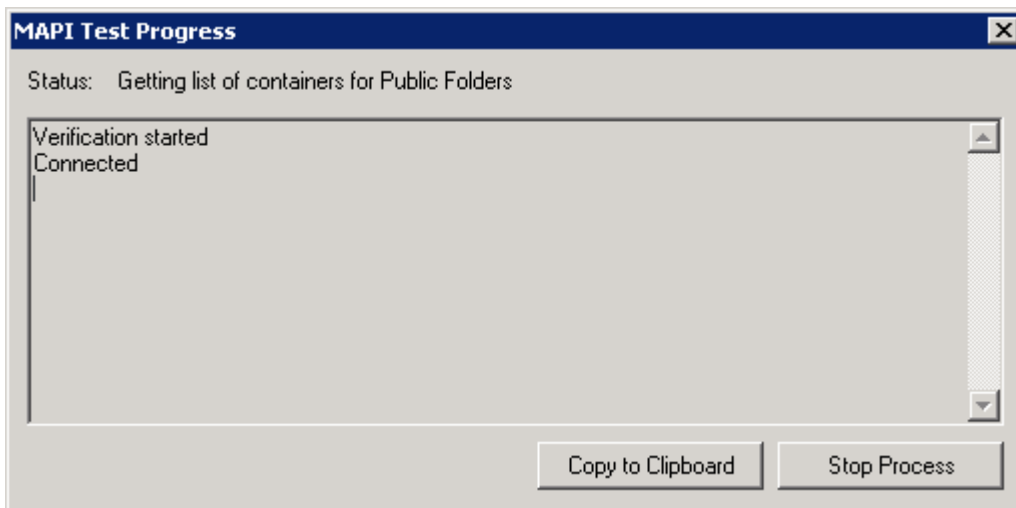 MAPI Test Progress
Status: Getting list of containers for Public Folders
Verification started
Connected
Copy to Clipboard Stop Process